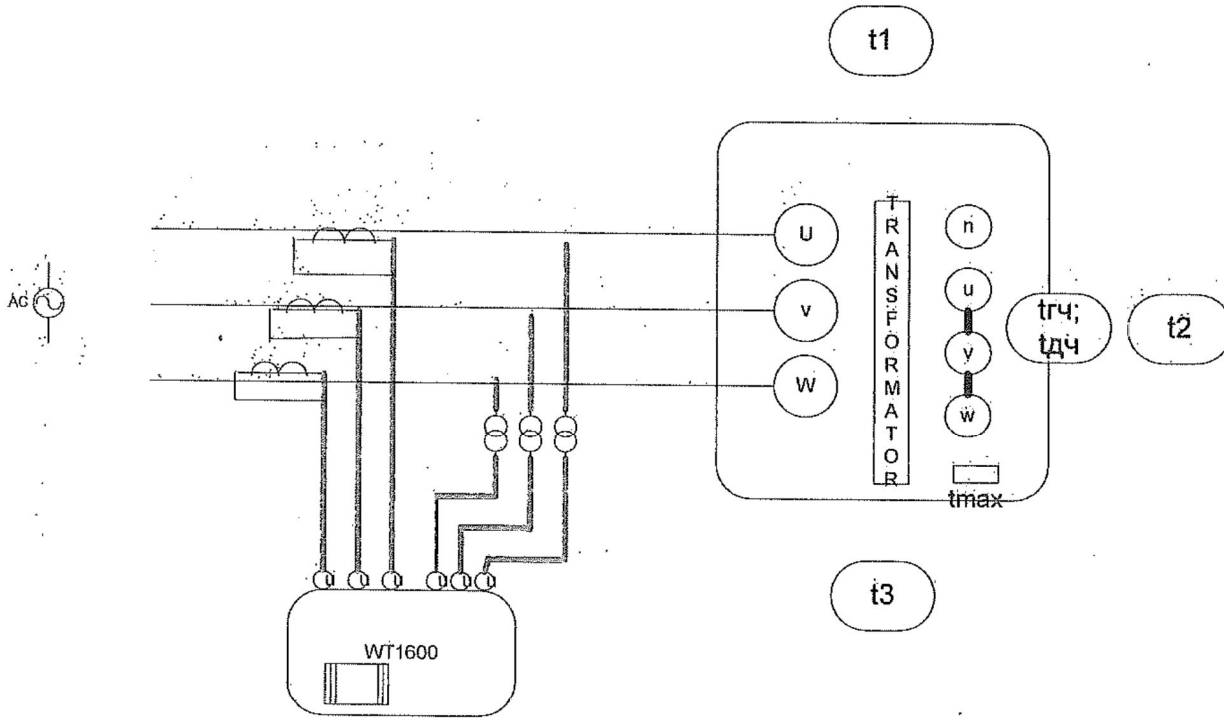 t1
AC
U
V
W
TRANSFORMATOR
n
u
v
w
tгч;
tдч
t2
tmax
t3
U
U
U
U
U
U
WT1600